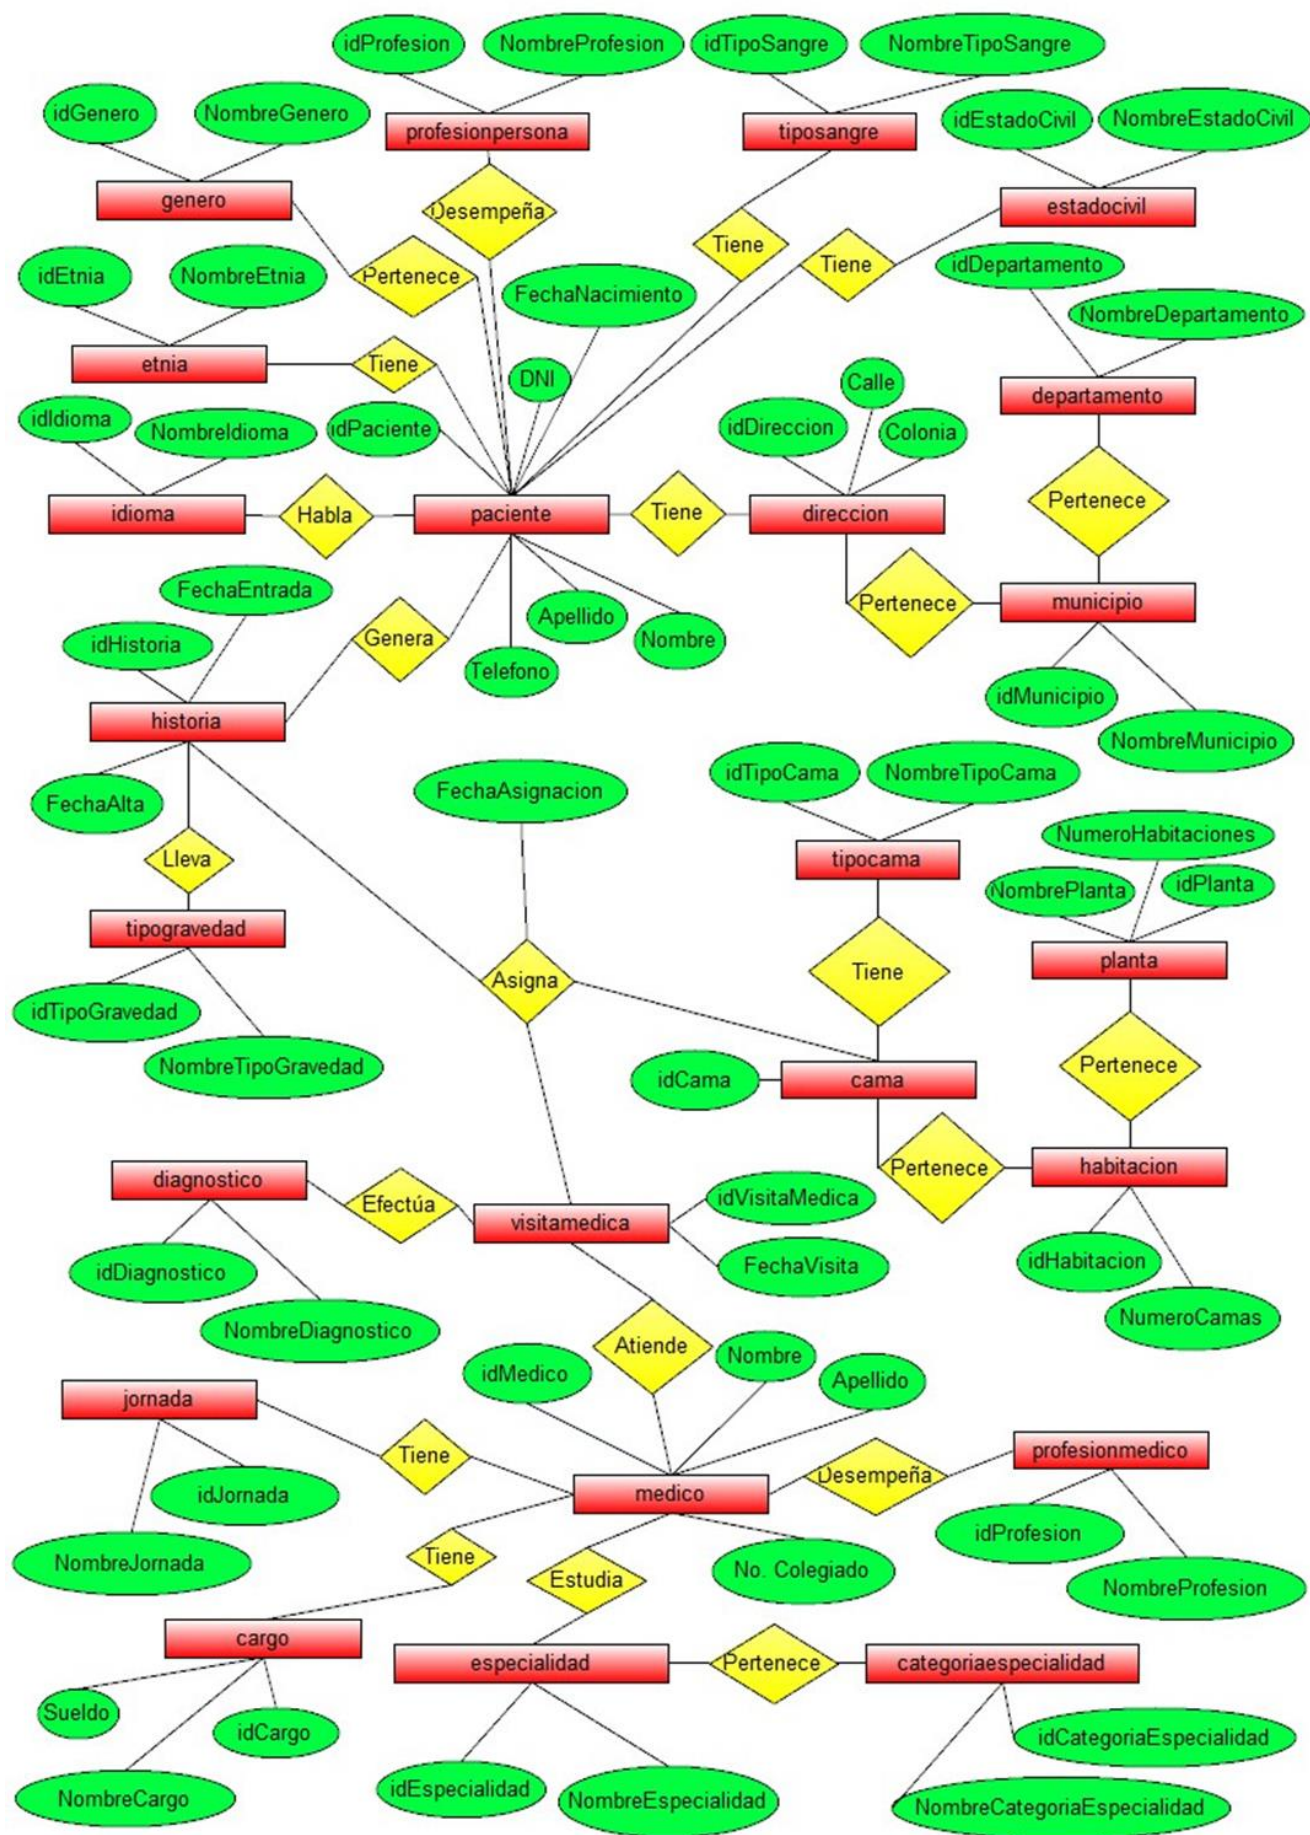 idProfesion
NombreProfesion
idTipoSangre
NombreTipoSangre
idGenero
NombreGenero
profesionpersona
tiposangre
idEstadoCivil
NombreEstadoCivil
genero
Desempeña
estadocivil
Pertenece
Tiene
Tiene
idDepartamento
idEtnia
NombreEtnia
FechaNacimiento
NombreDepartamento
etnia
Tiene
DNI
Calle
departamento
idIdioma
NombreIdioma
idPaciente
idDireccion
Colonia
idioma
Habla
paciente
Tiene
direccion
Pertenece
FechaEntrada
Pertenece
municipio
idHistoria
Genera
Apellido
Nombre
Telefono
idMunicipio
historia
NombreMunicipio
FechaAlta
FechaAsignacion
idTipoCama
NombreTipoCama
NumeroHabitaciones
Lleva
tipocama
NombrePlanta
idPlanta
tipogravedad
planta
Asigna
Tiene
idTipoGravedad
NombreTipoGravedad
Pertenece
idCama
cama
diagnostico
Pertenece
habitacion
Efectúa
visitamedica
idVisitaMedica
idDiagnostico
FechaVisita
idHabitacion
NombreDiagnostico
NumeroCamas
Atiende
Nombre
idMedico
Apellido
jornada
Tiene
Desempeña
profesionmedico
idJornada
medico
idProfesion
NombreJornada
Tiene
Estudia
No. Colegiado
NombreProfesion
cargo
especialidad
Pertenece
categoriaespecialidad
Sueldo
idCargo
idCategoriaEspecialidad
NombreCargo
idEspecialidad
NombreEspecialidad
NombreCategoriaEspecialidad